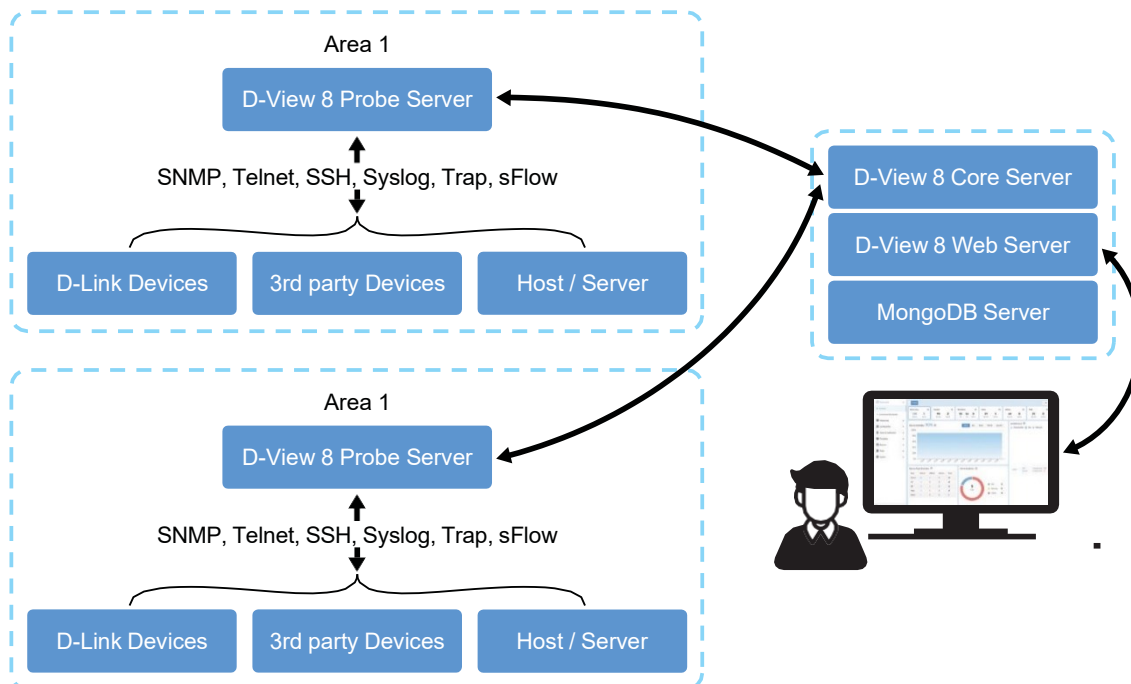 Area 1
D-View 8 Probe Server
SNMP, Telnet, SSH, Syslog, Trap, sFlow
D-Link Devices
3rd party Devices
Host / Server
D-View 8 Core Server
D-View 8 Web Server
MongoDB Server
Area 1
D-View 8 Probe Server
SNMP, Telnet, SSH, Syslog, Trap, sFlow
D-Link Devices
3rd party Devices
Host / Server